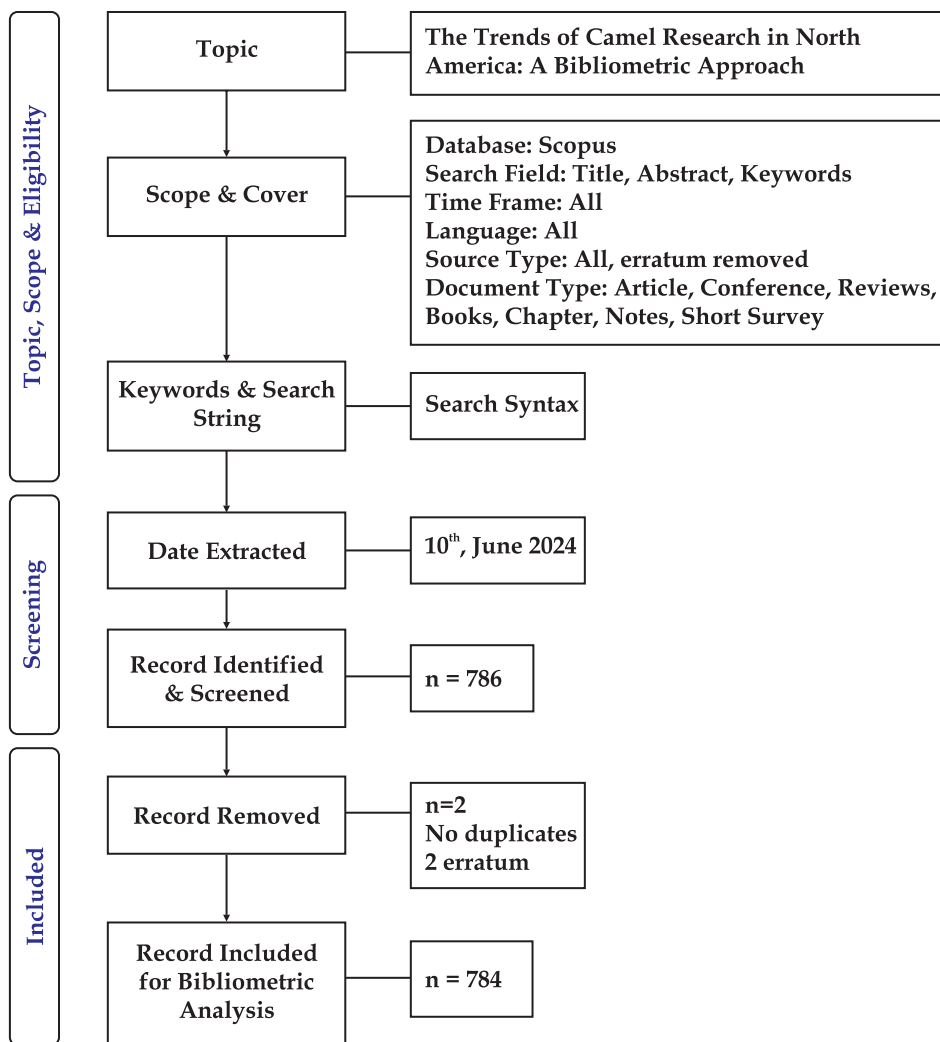 Topic, Scope & Eligibility
Topic
The Trends of Camel Research in North
America: A Bibliometric Approach
Scope & Cover
Database: Scopus
Search Field: Title, Abstract, Keywords
Time Frame: All
Language: All
Source Type: All, erratum removed
Document Type: Article, Conference, Reviews,
Books, Chapter, Notes, Short Survey
Keywords & Search
String
Search Syntax
Screening
Date Extracted
10th, June 2024
Record Identified
& Screened
n = 786
Included
Record Removed
n=2
No duplicates
2 erratum
Record Included
for Bibliometric
Analysis
n = 784